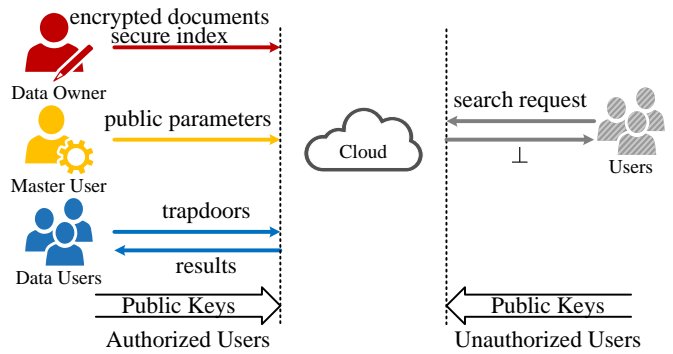 encrypted documents
secure index
Data Owner
public parameters
Master User
trapdoors
results
Data Users
Public Keys
Authorized Users
Cloud
search request
⊥
Users
Public Keys
Unauthorized Users